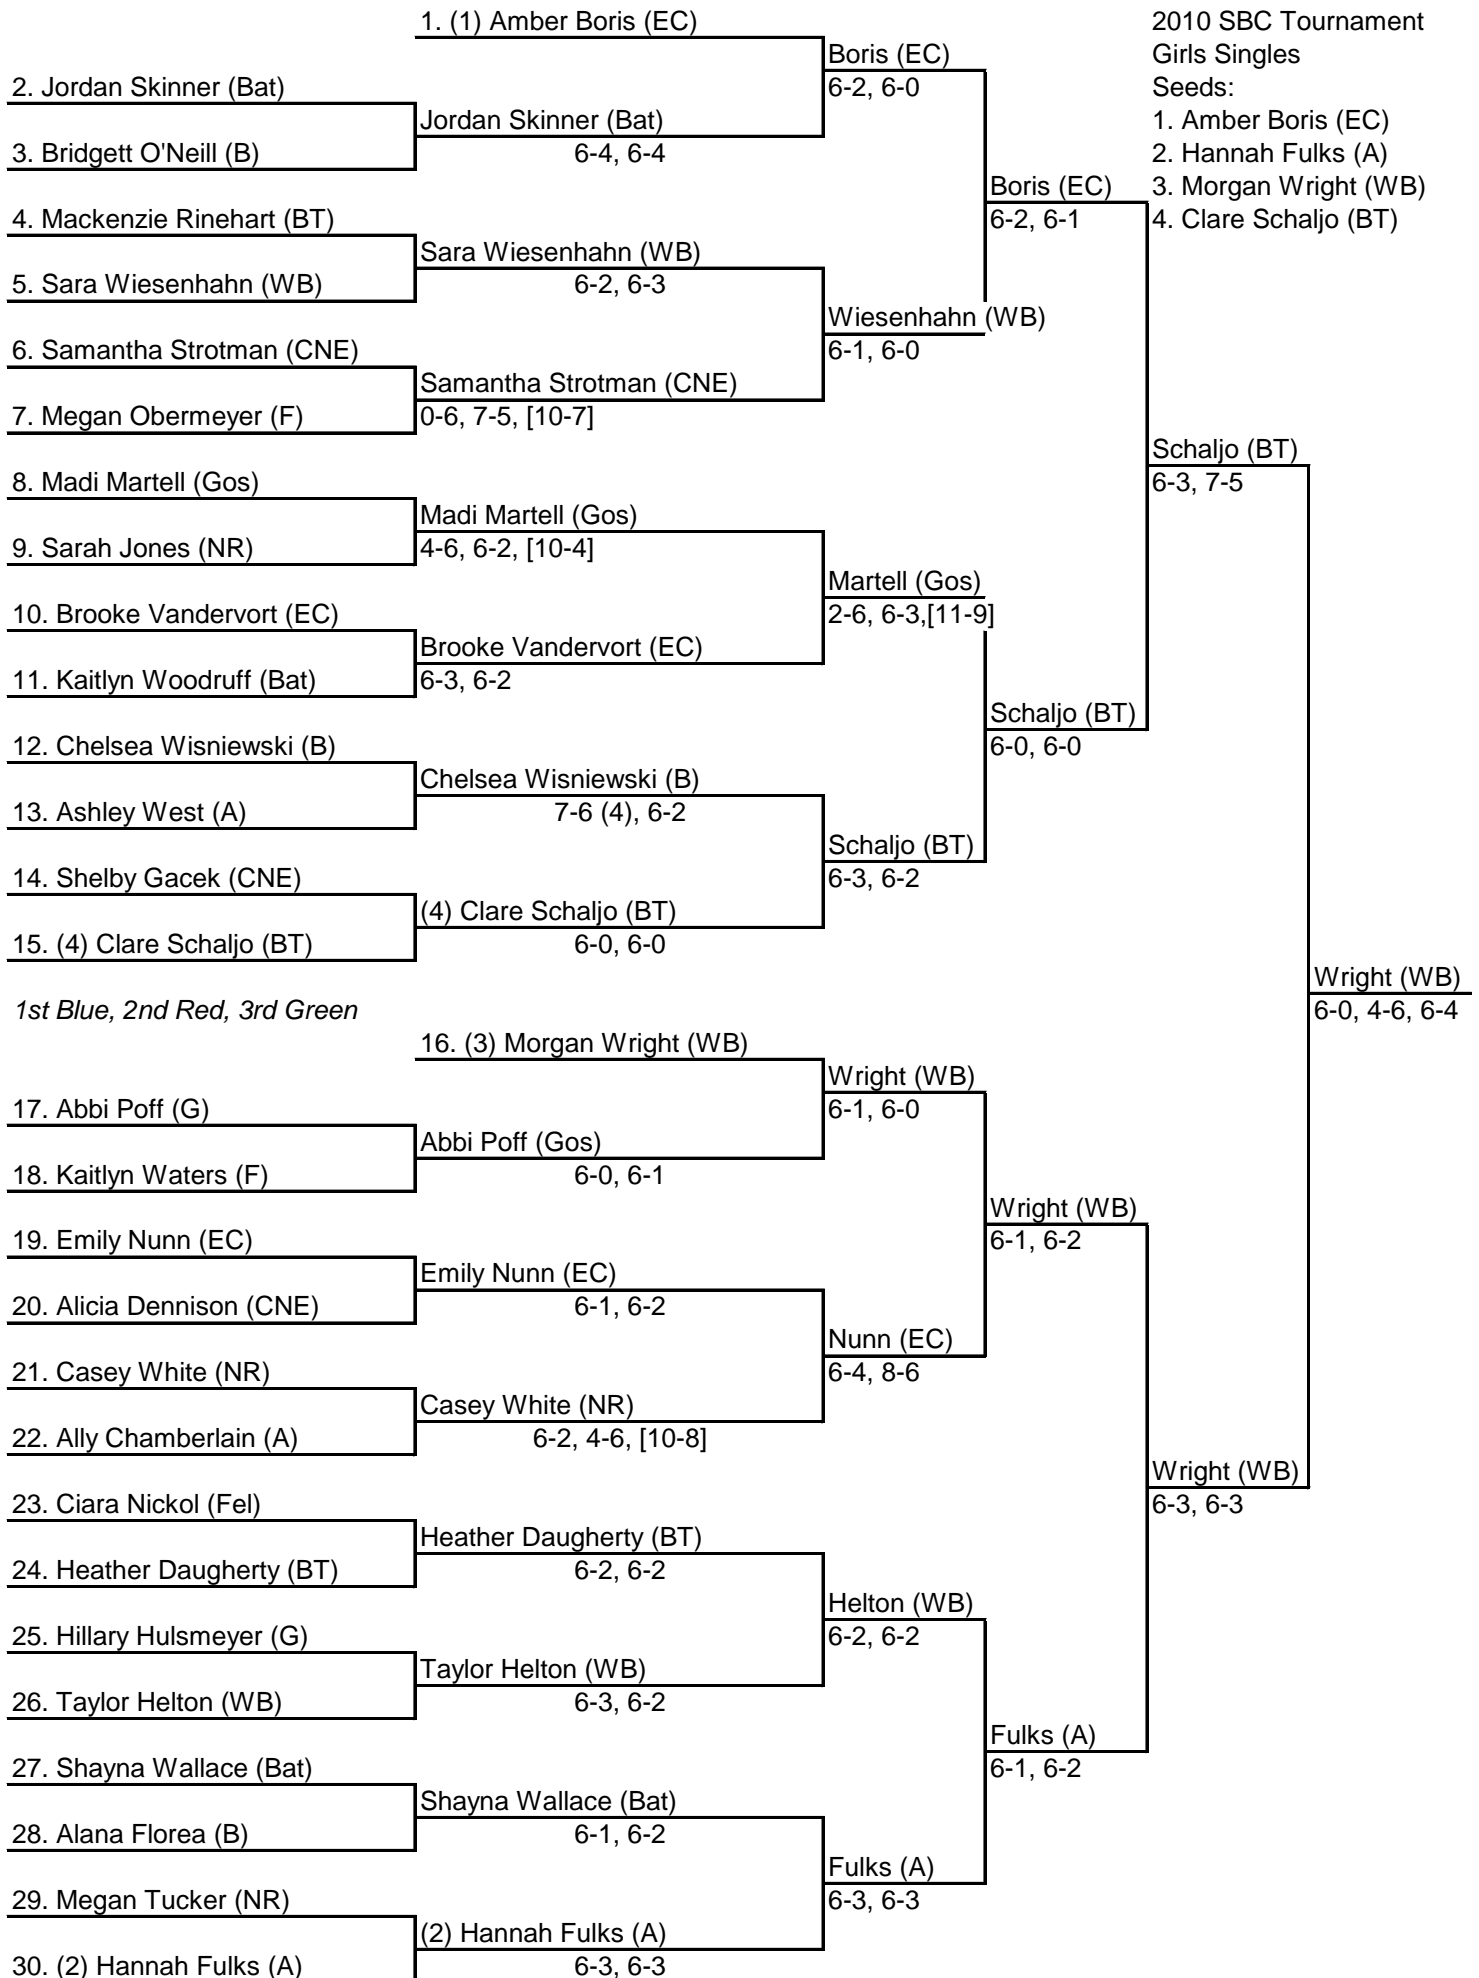 1. (1) Amber Boris (EC)
2010 SBC Tournament
Boris (EC)
Girls Singles
2. Jordan Skinner (Bat)
6-2, 6-0
Seeds:
Jordan Skinner (Bat)
1. Amber Boris (EC)
3. Bridgett O'Neill (B)
6-4, 6-4
2. Hannah Fulks (A)
Boris (EC)
3. Morgan Wright (WB)
4. Mackenzie Rinehart (BT)
6-2, 6-1
4. Clare Schaljo (BT)
Sara Wiesenhahn (WB)
5. Sara Wiesenhahn (WB)
6-2, 6-3
Wiesenhahn (WB)
6. Samantha Strotman (CNE)
6-1, 6-0
Samantha Strotman (CNE)
7. Megan Obermeyer (F)
0-6, 7-5, [10-7]
Schaljo (BT)
8. Madi Martell (Gos)
6-3, 7-5
Madi Martell (Gos)
9. Sarah Jones (NR)
4-6, 6-2, [10-4]
Martell (Gos)
10. Brooke Vandervort (EC)
2-6, 6-3,[11-9]
Brooke Vandervort (EC)
11. Kaitlyn Woodruff (Bat)
6-3, 6-2
Schaljo (BT)
12. Chelsea Wisniewski (B)
6-0, 6-0
Chelsea Wisniewski (B)
13. Ashley West (A)
7-6 (4), 6-2
Schaljo (BT)
14. Shelby Gacek (CNE)
6-3, 6-2
(4) Clare Schaljo (BT)
15. (4) Clare Schaljo (BT)
6-0, 6-0
Wright (WB)
1st Blue, 2nd Red, 3rd Green
6-0, 4-6, 6-4
16. (3) Morgan Wright (WB)
Wright (WB)
17. Abbi Poff (G)
6-1, 6-0
Abbi Poff (Gos)
18. Kaitlyn Waters (F)
6-0, 6-1
Wright (WB)
19. Emily Nunn (EC)
6-1, 6-2
Emily Nunn (EC)
20. Alicia Dennison (CNE)
6-1, 6-2
Nunn (EC)
21. Casey White (NR)
6-4, 8-6
Casey White (NR)
22. Ally Chamberlain (A)
6-2, 4-6, [10-8]
Wright (WB)
23. Ciara Nickol (Fel)
6-3, 6-3
Heather Daugherty (BT)
24. Heather Daugherty (BT)
6-2, 6-2
Helton (WB)
25. Hillary Hulsmeyer (G)
6-2, 6-2
Taylor Helton (WB)
26. Taylor Helton (WB)
6-3, 6-2
Fulks (A)
27. Shayna Wallace (Bat)
6-1, 6-2
Shayna Wallace (Bat)
28. Alana Florea (B)
6-1, 6-2
Fulks (A)
29. Megan Tucker (NR)
6-3, 6-3
(2) Hannah Fulks (A)
30. (2) Hannah Fulks (A)
6-3, 6-3